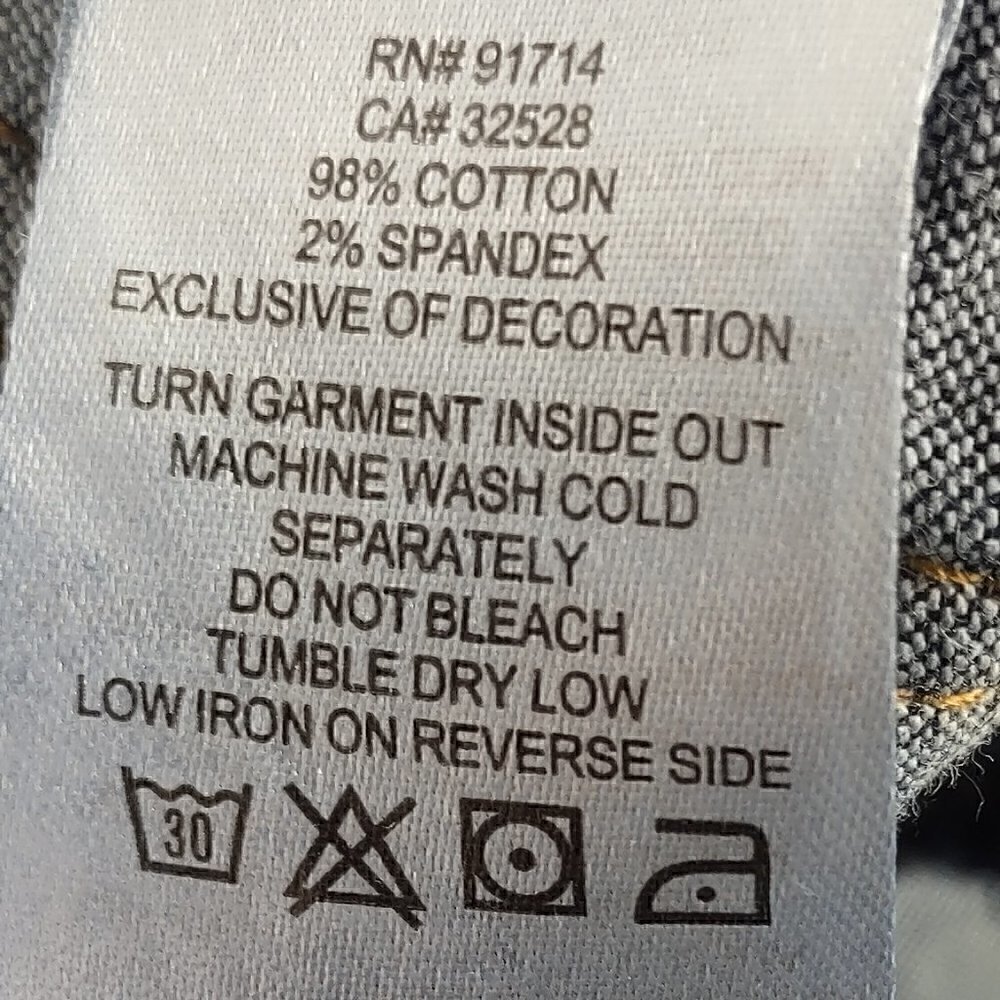 RN# 91714
CA# 32528
98% COTTON
2% SPANDEX
EXCLUSIVE OF DECORATION
TURN GARMENT INSIDE OUT
MACHINE WASH COLD
SEPARATELY
DO NOT BLEACH
TUMBLE DRY LOW
LOW IRON ON REVERSE SIDE
30